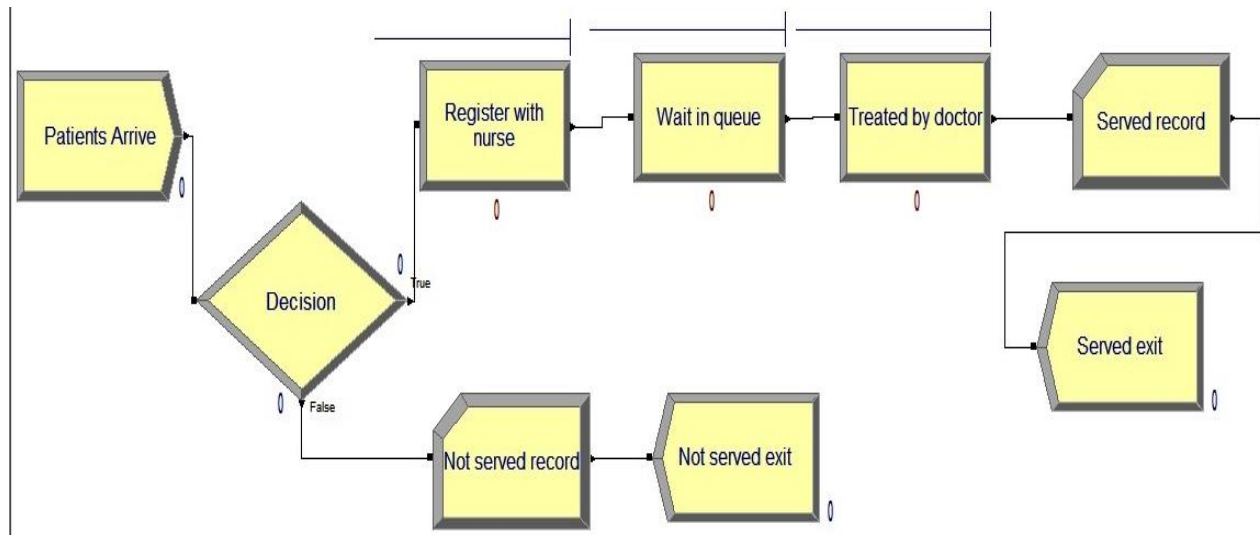 Patients Arrive
0
Decision
0
True
0
False
Register with
nurse
0
Wait in queue
0
Treated by doctor
0
Served record
Served exit
0
Not served record
Not served exit
0